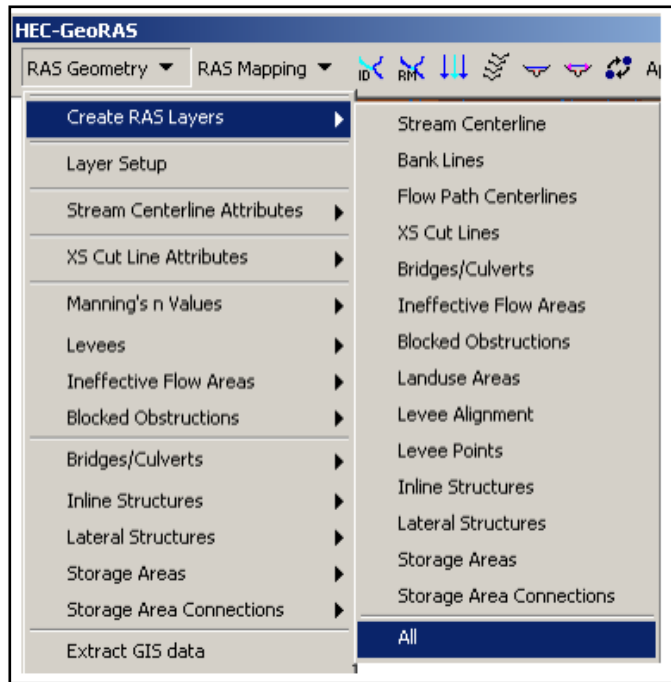 HEC-GeoRAS
RAS Geometry RAS Mapping ID RM
Create RAS Layers
Layer Setup
Stream Centerline Attributes
XS Cut Line Attributes
Manning's n Values
Levees
Ineffective Flow Areas
Blocked Obstructions
Bridges/Culverts
Inline Structures
Lateral Structures
Storage Areas
Storage Area Connections
Extract GIS data
Stream Centerline
Bank Lines
Flow Path Centerlines
XS Cut Lines
Bridges/Culverts
Ineffective Flow Areas
Blocked Obstructions
Landuse Areas
Levee Alignment
Levee Points
Inline Structures
Lateral Structures
Storage Areas
Storage Area Connections
All